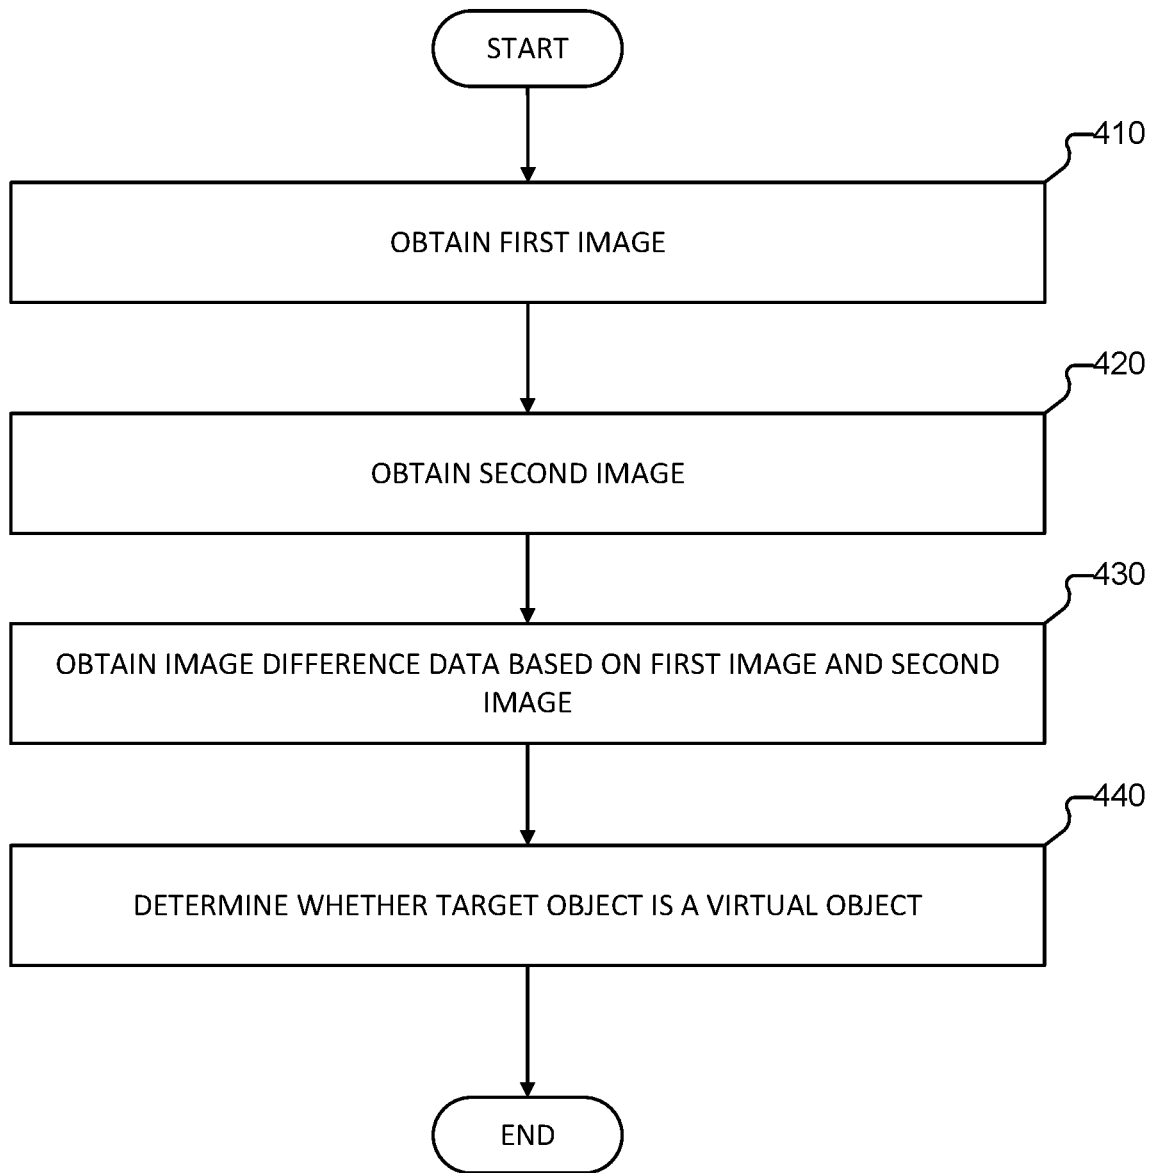 START
410
OBTAIN FIRST IMAGE
420
OBTAIN SECOND IMAGE
430
OBTAIN IMAGE DIFFERENCE DATA BASED ON FIRST IMAGE AND SECOND
IMAGE
440
DETERMINE WHETHER TARGET OBJECT IS A VIRTUAL OBJECT
END